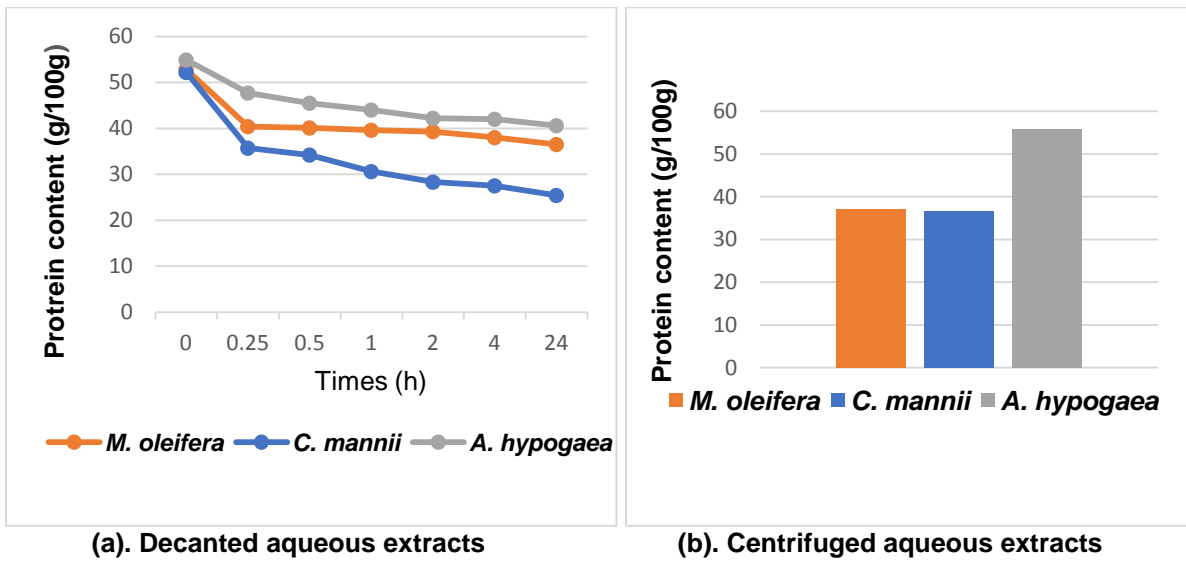 Protrein content (g/100g)
60
50
40
30
20
10
0
0 0.25 0.5 1 2 4 24
Times (h)
M. oleifera C. mannii A. hypogaea
(a). Decanted aqueous extracts
Protein content (g/100g)
60
50
40
30
20
10
0
M. oleifera C. mannii A. hypogaea
(b). Centrifuged aqueous extracts